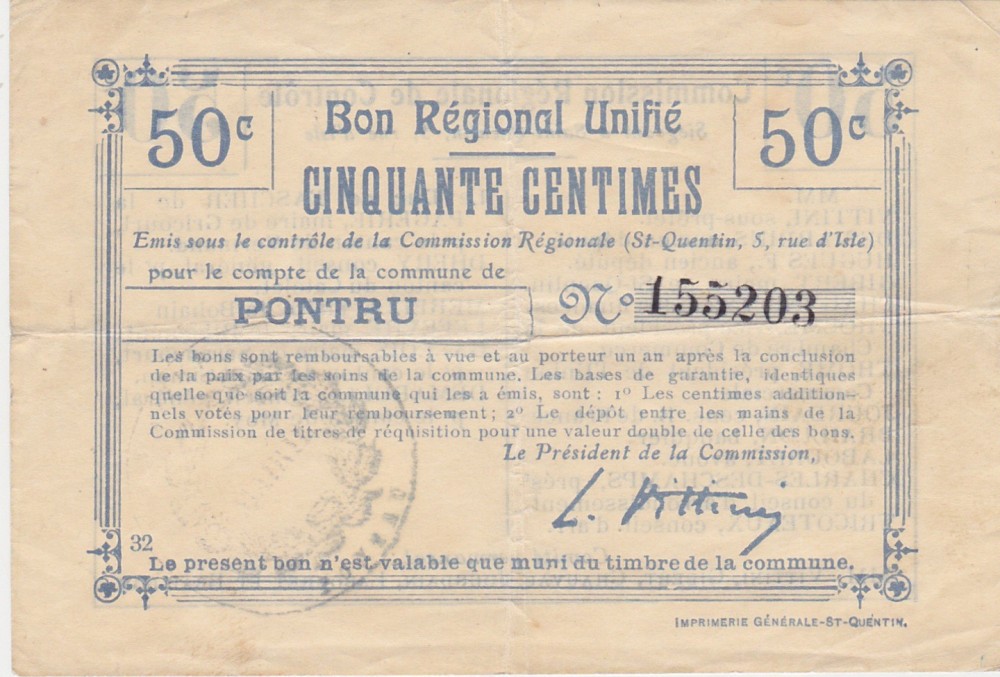 50c
Bon Régional Unifié
50c
CINQUANTE CENTIMES
Emis sous le contrôle de la Commission Régionale (St-Quentin, 5, rue d'Isle)
pour le compte de la commune de
PONTRU
No 155203
Les bons sont remboursables à vue et au porteur un an après la conclusion
de la paix par les soins de la commune. Les bases de garantie, identiques
quelle que soit la commune qui les a émis, sont : 1o Les centimes addition-
nels votés pour leur remboursement ; 2o Le dépôt entre les mains de la
Commission de titres de réquisition pour une valeur double de celle des bons.
Le Président de la Commission,
L. Vittini
32
Le présent bon n'est valable que muni du timbre de la commune.
IMPRIMERIE GÉNÉRALE-ST-QUENTIN.